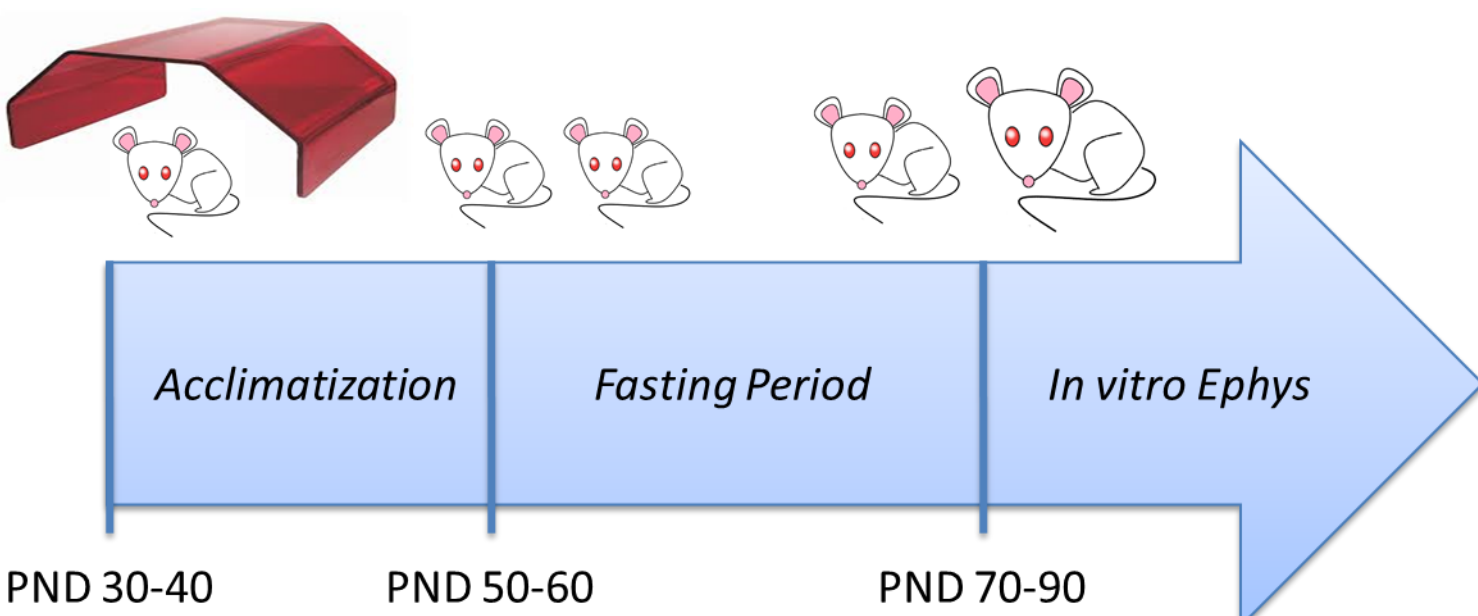 Acclimatization
Fasting Period
In vitro Ephys
PND 30-40
PND 50-60
PND 70-90